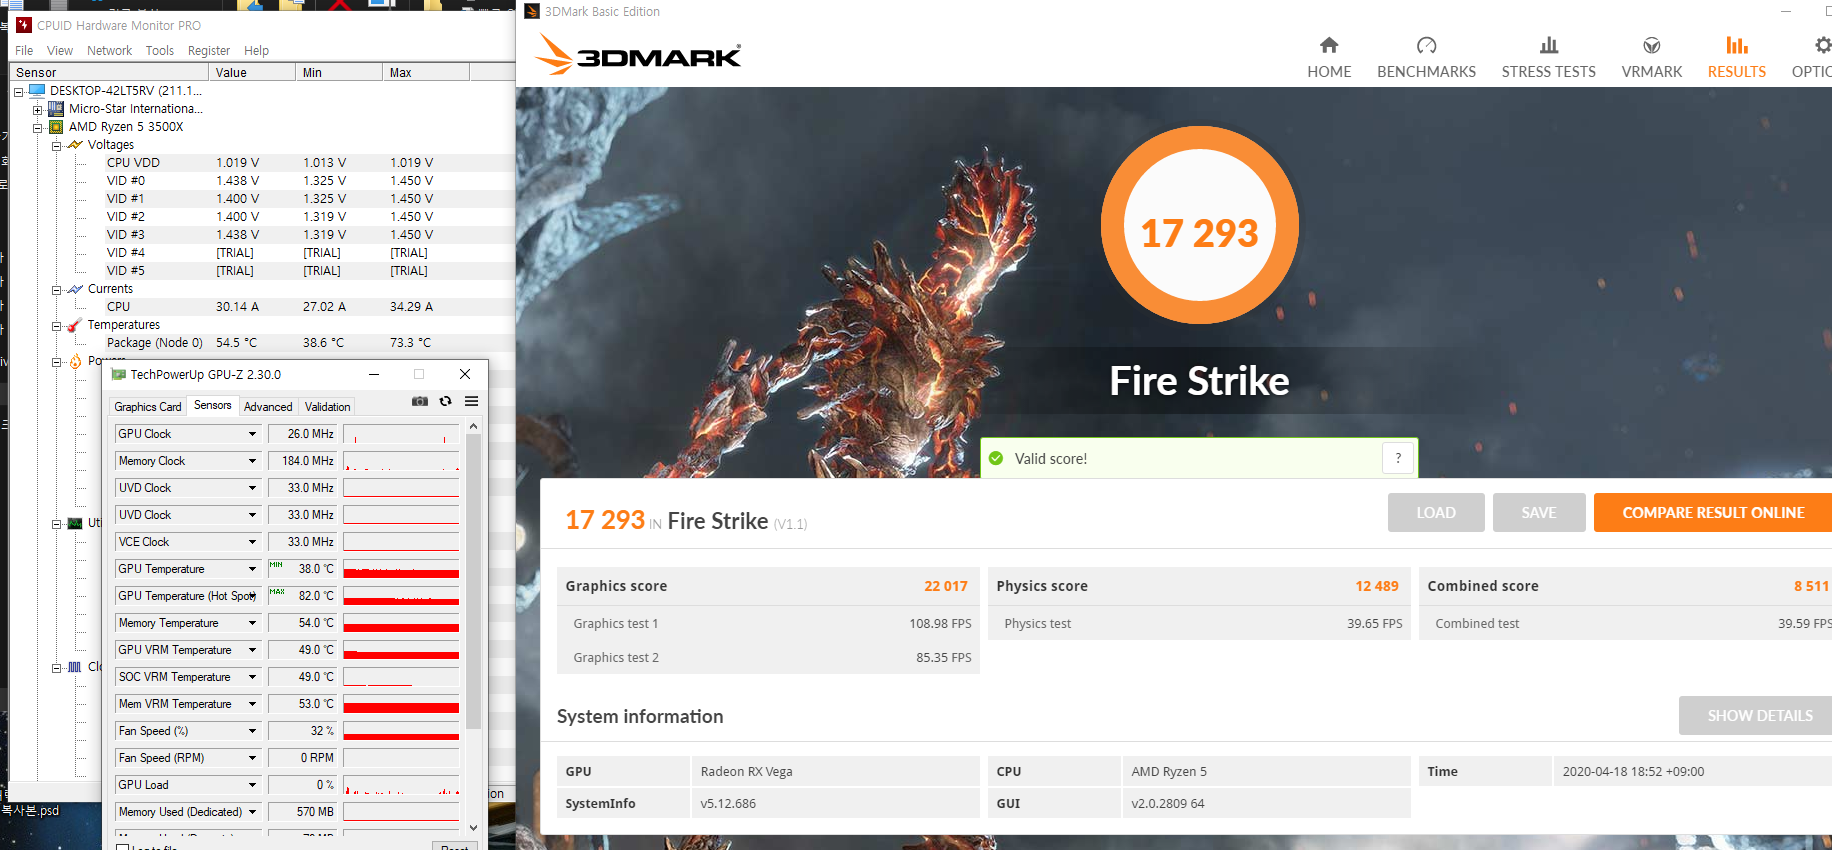 CPUID Hardware Monitor PRO
File View Network Tools Register Help
Sensor Value Min Max
DESKTOP-42LT5RV (211.1...
Micro-Star Internationa...
AMD Ryzen 5 3500X
Voltages
CPU VDD 1.019 V 1.013 V 1.019 V
VID #0 1.438 V 1.325 V 1.450 V
VID #1 1.400 V 1.325 V 1.450 V
VID #2 1.400 V 1.319 V 1.450 V
VID #3 1.438 V 1.319 V 1.450 V
VID #4 [TRIAL] [TRIAL] [TRIAL]
VID #5 [TRIAL] [TRIAL] [TRIAL]
Currents
CPU 30.14 A 27.02 A 34.29 A
Temperatures
Package (Node 0) 54.5 °C 38.6 °C 73.3 °C
TechPowerUp GPU-Z 2.30.0
Graphics Card Sensors Advanced Validation
GPU Clock 26.0 MHz
Memory Clock 184.0 MHz
UVD Clock 33.0 MHz
UVD Clock 33.0 MHz
VCE Clock 33.0 MHz
GPU Temperature MIN 38.0 °C
GPU Temperature (Hot Spot) MAX 82.0 °C
Memory Temperature 54.0 °C
GPU VRM Temperature 49.0 °C
SOC VRM Temperature 49.0 °C
Mem VRM Temperature 53.0 °C
Fan Speed (%) 32 %
Fan Speed (RPM) 0 RPM
GPU Load 0 %
Memory Used (Dedicated) 570 MB
복사본.psd
3DMark Basic Edition
3DMARK
HOME BENCHMARKS STRESS TESTS VRMARK RESULTS OPTIO
17 293
Fire Strike
Valid score! ?
17 293 IN Fire Strike (V1.1)
LOAD SAVE COMPARE RESULT ONLINE
Graphics score 22 017
Graphics test 1 108.98 FPS
Graphics test 2 85.35 FPS
Physics score 12 489
Physics test 39.65 FPS
Combined score 8 511
Combined test 39.59 FPS
System information
SHOW DETAILS
GPU Radeon RX Vega CPU AMD Ryzen 5 Time 2020-04-18 18:52 +09:00
SystemInfo v5.12.686 GUI v2.0.2809 64